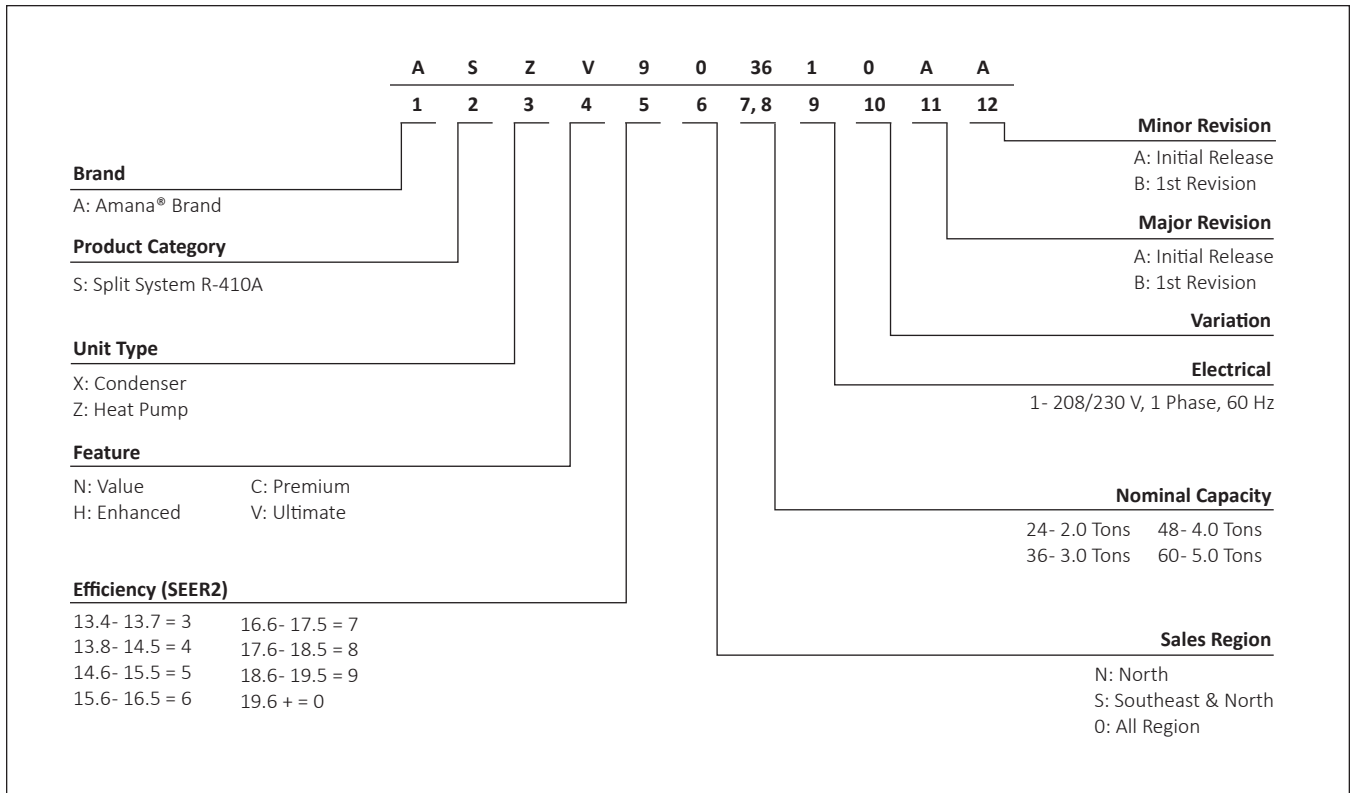 A S Z V 9 0 36 1 0 A A
1 2 3 4 5 6 7, 8 9 10 11 12
Brand
A: Amana® Brand
Product Category
S: Split System R-410A
Unit Type
X: Condenser
Z: Heat Pump
Feature
N: Value C: Premium
H: Enhanced V: Ultimate
Efficiency (SEER2)
13.4- 13.7 = 3 16.6- 17.5 = 7
13.8- 14.5 = 4 17.6- 18.5 = 8
14.6- 15.5 = 5 18.6- 19.5 = 9
15.6- 16.5 = 6 19.6 + = 0
Minor Revision
A: Initial Release
B: 1st Revision
Major Revision
A: Initial Release
B: 1st Revision
Variation
Electrical
1- 208/230 V, 1 Phase, 60 Hz
Nominal Capacity
24- 2.0 Tons 48- 4.0 Tons
36- 3.0 Tons 60- 5.0 Tons
Sales Region
N: North
S: Southeast & North
0: All Region